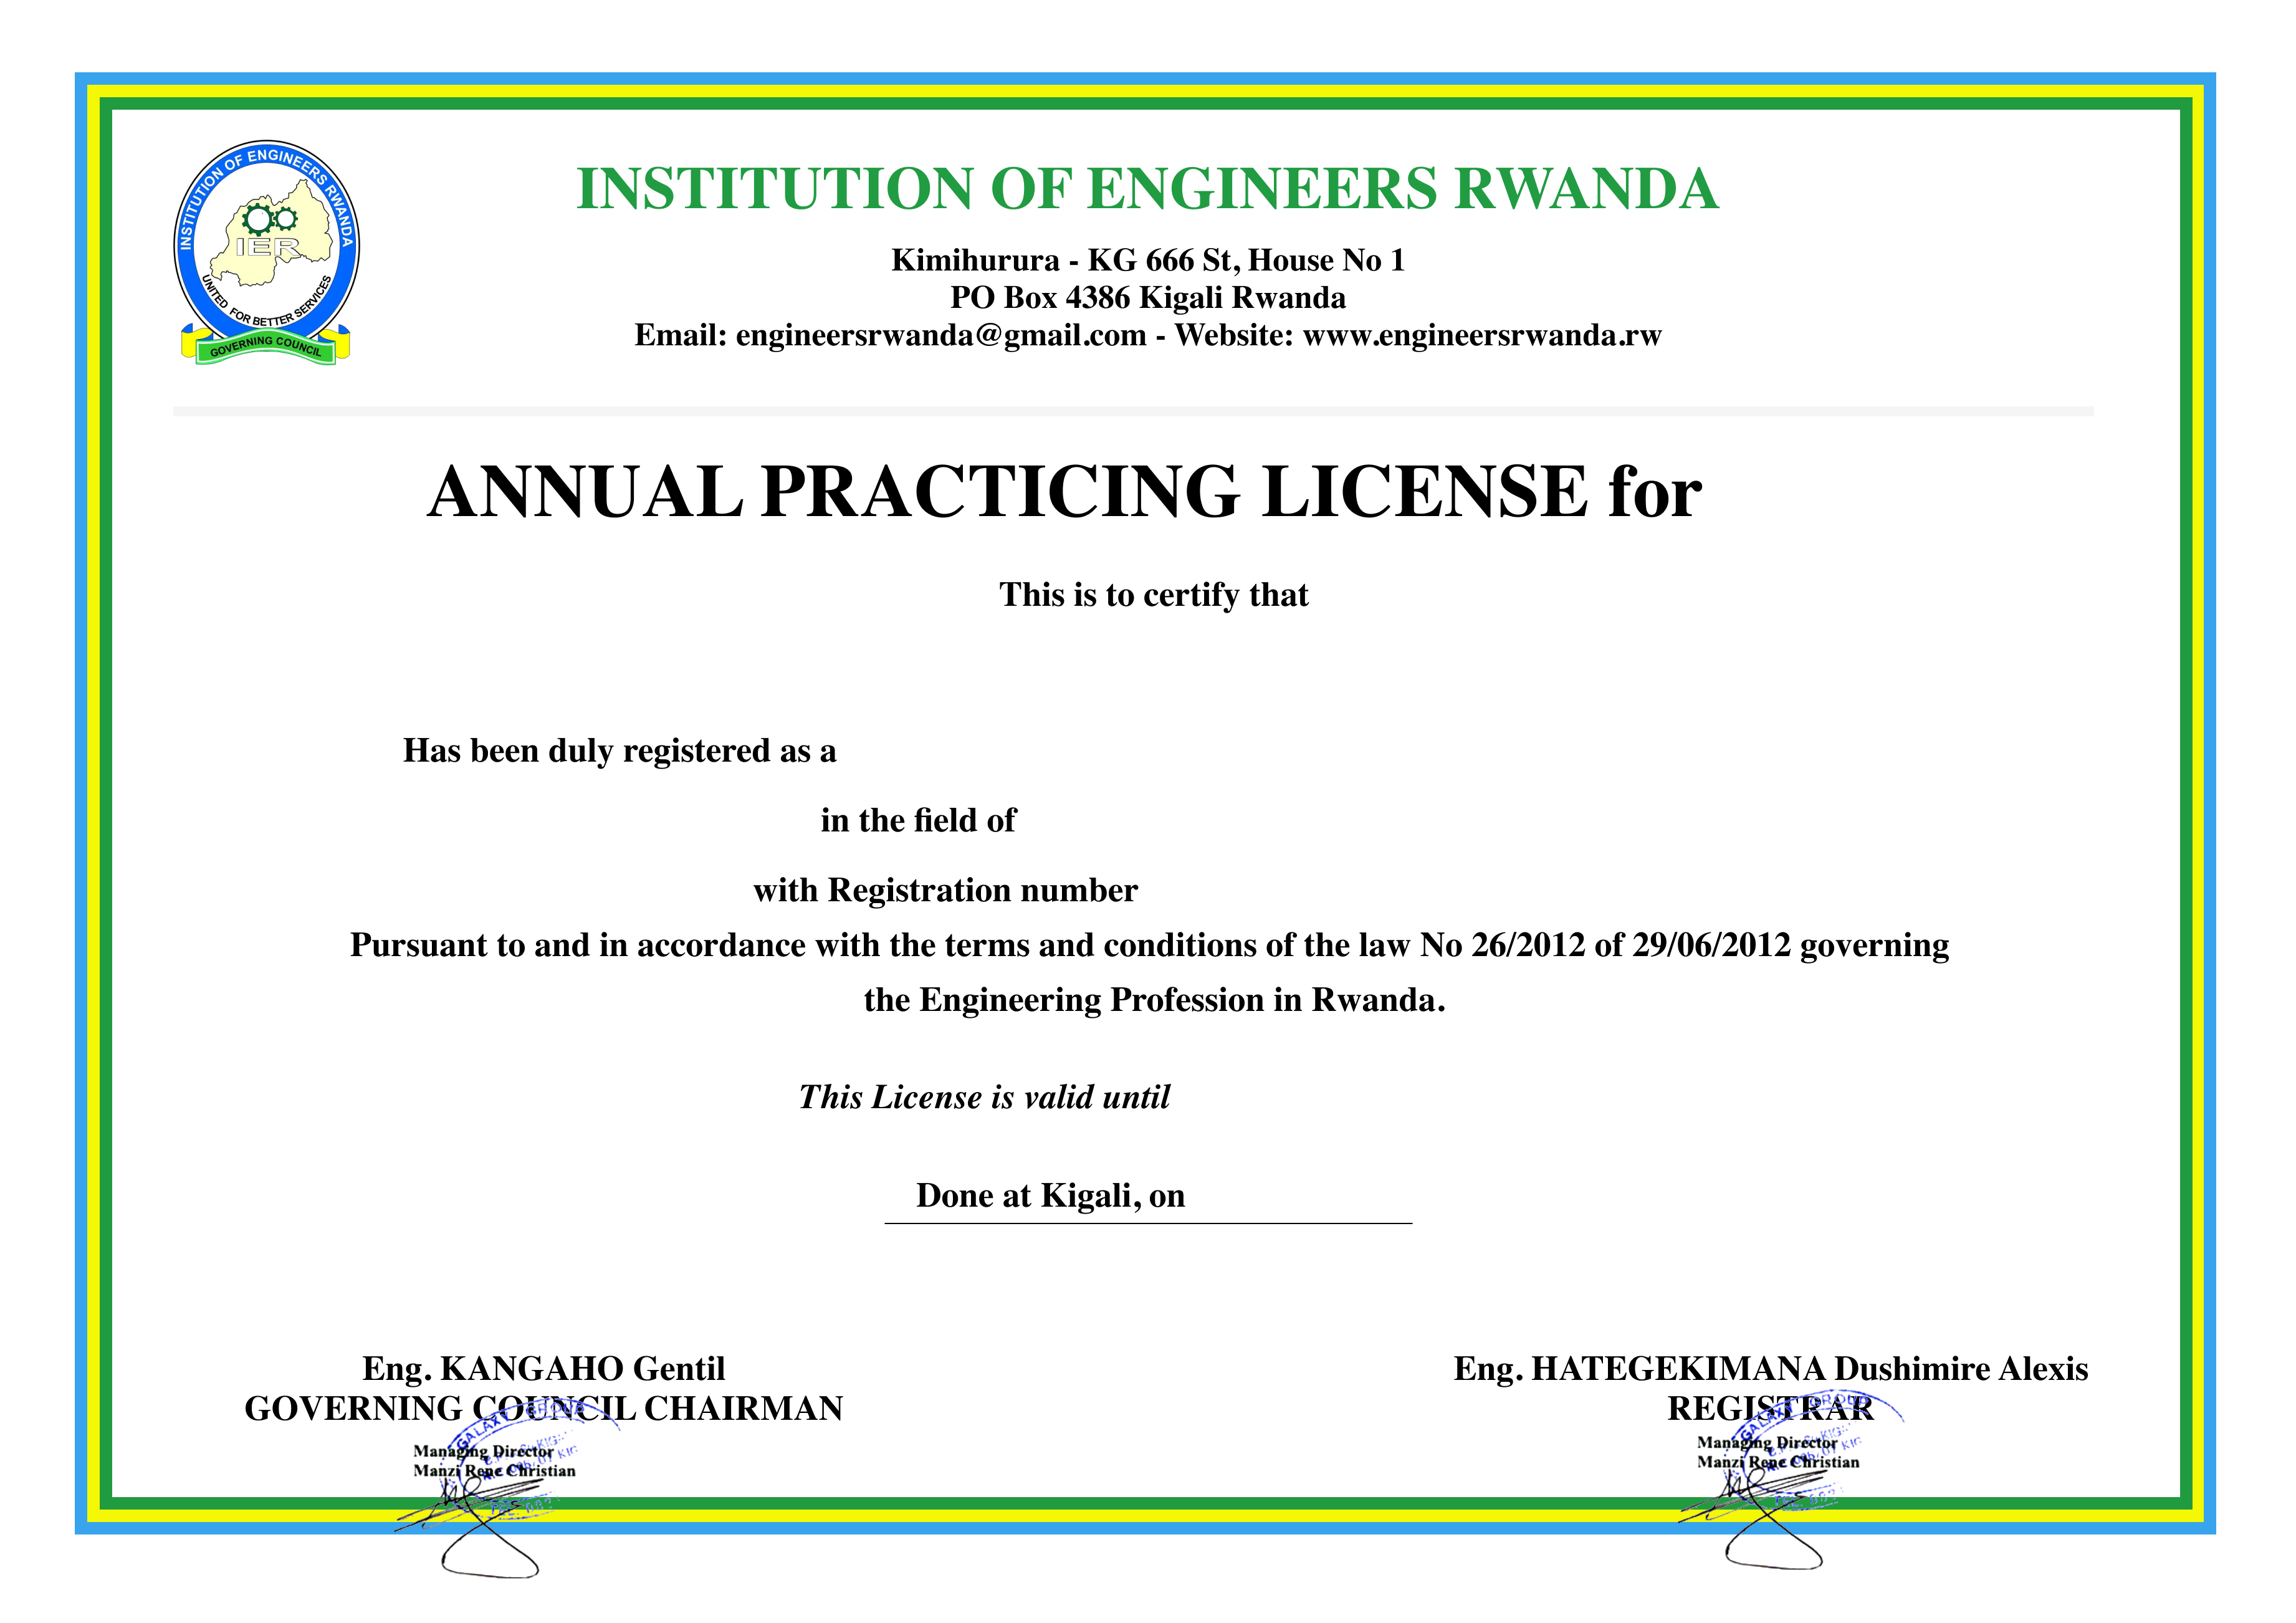 INSTITUTION OF ENGINEERS RWANDA
IER
UNITED FOR BETTER SERVICES
GOVERNING COUNCIL
INSTITUTION OF ENGINEERS RWANDA
Kimihurura - KG 666 St, House No 1
PO Box 4386 Kigali Rwanda
Email: engineersrwanda@gmail.com - Website: www.engineersrwanda.rw
ANNUAL PRACTICING LICENSE for
This is to certify that
Has been duly registered as a
in the field of
with Registration number
Pursuant to and in accordance with the terms and conditions of the law No 26/2012 of 29/06/2012 governing
the Engineering Profession in Rwanda.
This License is valid until
Done at Kigali, on
Eng. KANGAHO Gentil
GOVERNING COUNCIL CHAIRMAN
GALAXY GROUP
Managing Director
Manzi Rene Christian
Eng. HATEGEKIMANA Dushimire Alexis
REGISTRAR
GALAXY GROUP
Managing Director
Manzi Rene Christian